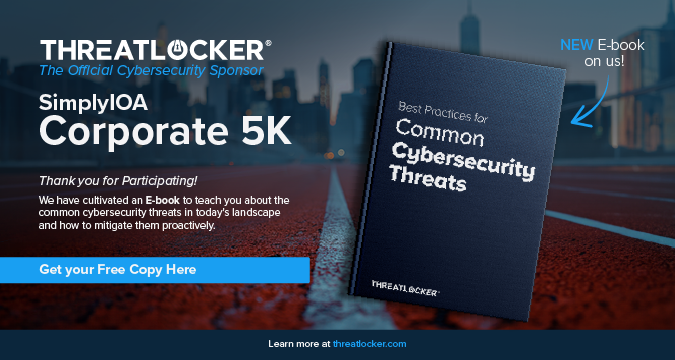 THREATLOCKER®
The Official Cybersecurity Sponsor
SimplyIOA
Corporate 5K
Thank you for Participating!
We have cultivated an E-book to teach you about the
common cybersecurity threats in today's landscape
and how to mitigate them proactively.
Get your Free Copy Here
NEW E-book
on us!
Best Practices for
Common
Cybersecurity
Threats
THREATLOCKER®
Learn more at threatlocker.com